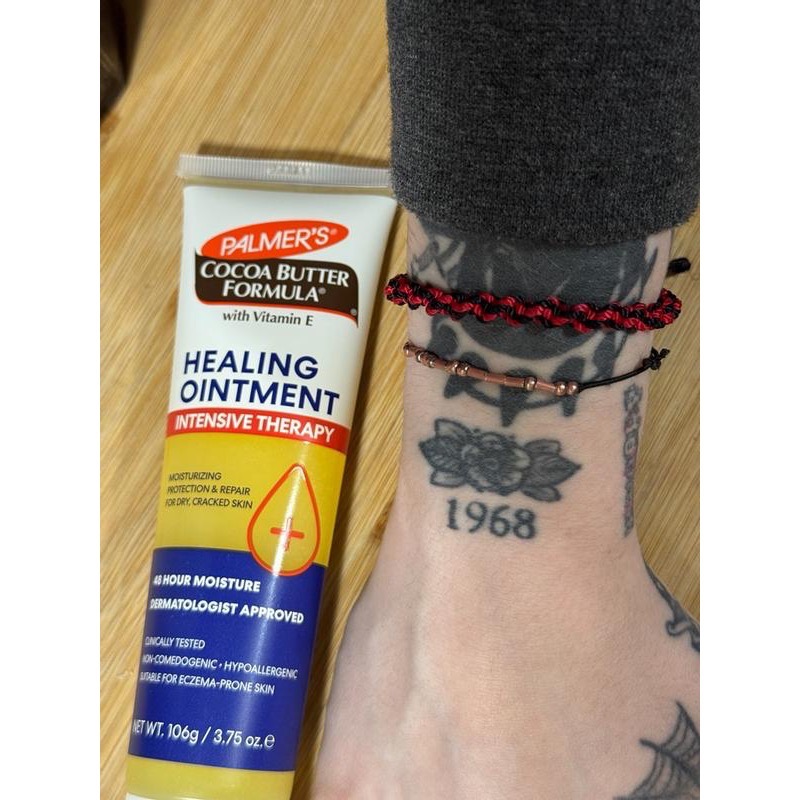 PALMER'S®
COCOA BUTTER
FORMULA®
with Vitamin E
HEALING
OINTMENT
INTENSIVE THERAPY
MOISTURIZING
PROTECTION & REPAIR
FOR DRY, CRACKED SKIN
48 HOUR MOISTURE
DERMATOLOGIST APPROVED
CLINICALLY TESTED
NON-COMEDOGENIC • HYPOALLERGENIC
SUITABLE FOR ECZEMA-PRONE SKIN
NET WT. 106g / 3.75 oz.e
1968